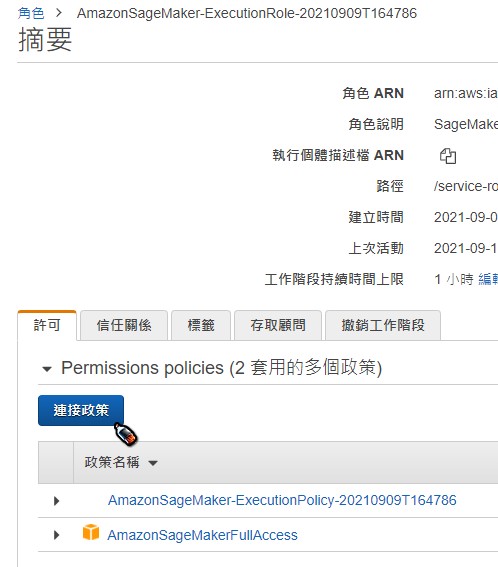 角色 > AmazonSageMaker-ExecutionRole-20210909T164786
摘要
角色 ARN arn:aws:ia
角色說明 SageMake
執行個體描述檔 ARN
路徑 /service-ro
建立時間 2021-09-0
上次活動 2021-09-1
工作階段持續時間上限 1 小時 編輯
許可 信任關係 標籤 存取顧問 撤銷工作階段
Permissions policies (2 套用的多個政策)
連接政策
政策名稱
AmazonSageMaker-ExecutionPolicy-20210909T164786
AmazonSageMakerFullAccess